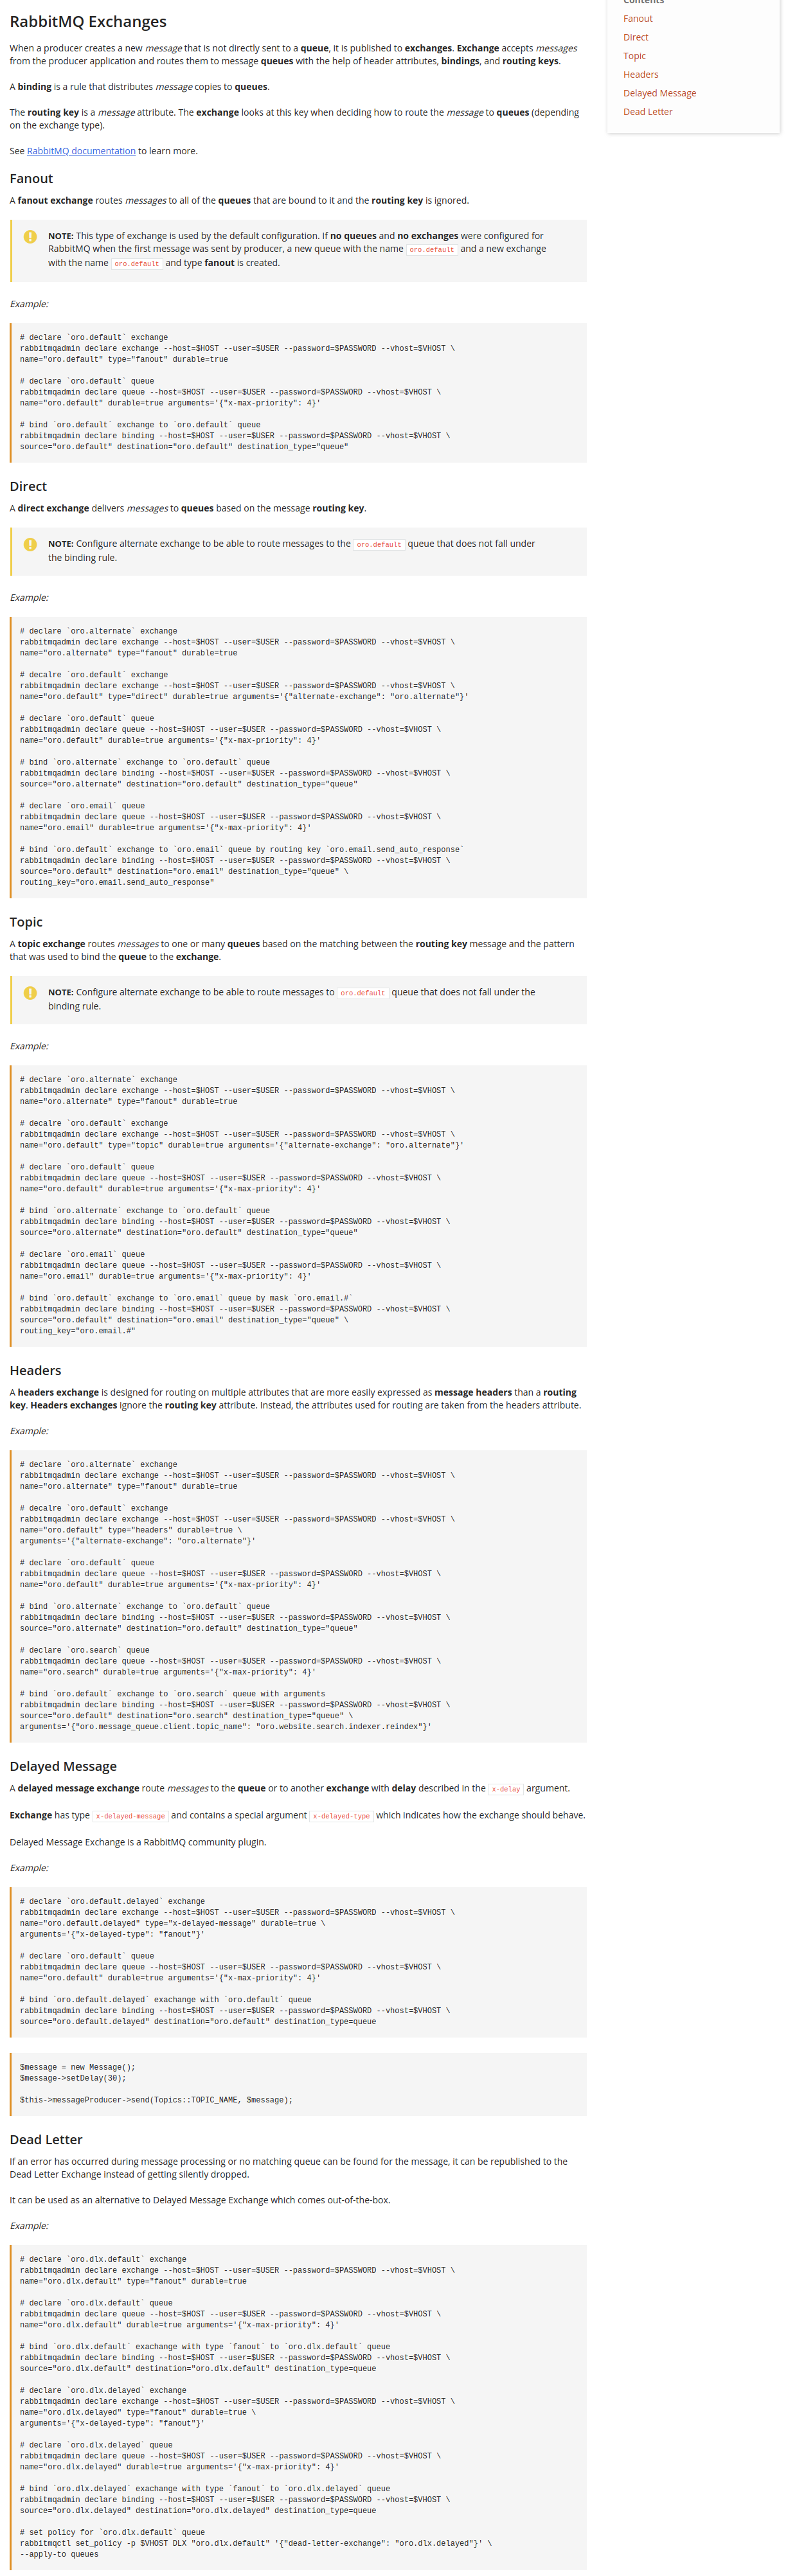 RabbitMQ Exchanges
When a producer creates a new message that is not directly sent to a queue, it is published to exchanges. Exchange accepts messages
from the producer application and routes them to message queues with the help of header attributes, bindings, and routing keys.
A binding is a rule that distributes message copies to queues.
The routing key is a message attribute. The exchange looks at this key when deciding how to route the message to queues (depending
on the exchange type).
See RabbitMQ documentation to learn more.
Contents
Fanout
Direct
Topic
Headers
Delayed Message
Dead Letter
Fanout
A fanout exchange routes messages to all of the queues that are bound to it and the routing key is ignored.
NOTE: This type of exchange is used by the default configuration. If no queues and no exchanges were configured for
RabbitMQ when the first message was sent by producer, a new queue with the name oro.default and a new exchange
with the name oro.default and type fanout is created.
Example:
# declare `oro.default` exchange
rabbitmqadmin declare exchange --host=$HOST --user=$USER --password=$PASSWORD --vhost=$VHOST \
name="oro.default" type="fanout" durable=true
# declare `oro.default` queue
rabbitmqadmin declare queue --host=$HOST --user=$USER --password=$PASSWORD --vhost=$VHOST \
name="oro.default" durable=true arguments='{"x-max-priority": 4}'
# bind `oro.default` exchange to `oro.default` queue
rabbitmqadmin declare binding --host=$HOST --user=$USER --password=$PASSWORD --vhost=$VHOST \
source="oro.default" destination="oro.default" destination_type="queue"
Direct
A direct exchange delivers messages to queues based on the message routing key.
NOTE: Configure alternate exchange to be able to route messages to the oro.default queue that does not fall under
the binding rule.
Example:
# declare `oro.alternate` exchange
rabbitmqadmin declare exchange --host=$HOST --user=$USER --password=$PASSWORD --vhost=$VHOST \
name="oro.alternate" type="fanout" durable=true
# decalre `oro.default` exchange
rabbitmqadmin declare exchange --host=$HOST --user=$USER --password=$PASSWORD --vhost=$VHOST \
name="oro.default" type="direct" durable=true arguments='{"alternate-exchange": "oro.alternate"}'
# declare `oro.default` queue
rabbitmqadmin declare queue --host=$HOST --user=$USER --password=$PASSWORD --vhost=$VHOST \
name="oro.default" durable=true arguments='{"x-max-priority": 4}'
# bind `oro.alternate` exchange to `oro.default` queue
rabbitmqadmin declare binding --host=$HOST --user=$USER --password=$PASSWORD --vhost=$VHOST \
source="oro.alternate" destination="oro.default" destination_type="queue"
# declare `oro.email` queue
rabbitmqadmin declare queue --host=$HOST --user=$USER --password=$PASSWORD --vhost=$VHOST \
name="oro.email" durable=true arguments='{"x-max-priority": 4}'
# bind `oro.default` exchange to `oro.email` queue by routing key `oro.email.send_auto_response`
rabbitmqadmin declare binding --host=$HOST --user=$USER --password=$PASSWORD --vhost=$VHOST \
source="oro.default" destination="oro.email" destination_type="queue" \
routing_key="oro.email.send_auto_response"
Topic
A topic exchange routes messages to one or many queues based on the matching between the routing key message and the pattern
that was used to bind the queue to the exchange.
NOTE: Configure alternate exchange to be able to route messages to oro.default queue that does not fall under the
binding rule.
Example:
# declare `oro.alternate` exchange
rabbitmqadmin declare exchange --host=$HOST --user=$USER --password=$PASSWORD --vhost=$VHOST \
name="oro.alternate" type="fanout" durable=true
# decalre `oro.default` exchange
rabbitmqadmin declare exchange --host=$HOST --user=$USER --password=$PASSWORD --vhost=$VHOST \
name="oro.default" type="topic" durable=true arguments='{"alternate-exchange": "oro.alternate"}'
# declare `oro.default` queue
rabbitmqadmin declare queue --host=$HOST --user=$USER --password=$PASSWORD --vhost=$VHOST \
name="oro.default" durable=true arguments='{"x-max-priority": 4}'
# bind `oro.alternate` exchange to `oro.default` queue
rabbitmqadmin declare binding --host=$HOST --user=$USER --password=$PASSWORD --vhost=$VHOST \
source="oro.alternate" destination="oro.default" destination_type="queue"
# declare `oro.email` queue
rabbitmqadmin declare queue --host=$HOST --user=$USER --password=$PASSWORD --vhost=$VHOST \
name="oro.email" durable=true arguments='{"x-max-priority": 4}'
# bind `oro.default` exchange to `oro.email` queue by mask `oro.email.#`
rabbitmqadmin declare binding --host=$HOST --user=$USER --password=$PASSWORD --vhost=$VHOST \
source="oro.default" destination="oro.email" destination_type="queue" \
routing_key="oro.email.#"
Headers
A headers exchange is designed for routing on multiple attributes that are more easily expressed as message headers than a routing
key. Headers exchanges ignore the routing key attribute. Instead, the attributes used for routing are taken from the headers attribute.
Example:
# declare `oro.alternate` exchange
rabbitmqadmin declare exchange --host=$HOST --user=$USER --password=$PASSWORD --vhost=$VHOST \
name="oro.alternate" type="fanout" durable=true
# decalre `oro.default` exchange
rabbitmqadmin declare exchange --host=$HOST --user=$USER --password=$PASSWORD --vhost=$VHOST \
name="oro.default" type="headers" durable=true \
arguments='{"alternate-exchange": "oro.alternate"}'
# declare `oro.default` queue
rabbitmqadmin declare queue --host=$HOST --user=$USER --password=$PASSWORD --vhost=$VHOST \
name="oro.default" durable=true arguments='{"x-max-priority": 4}'
# bind `oro.alternate` exchange to `oro.default` queue
rabbitmqadmin declare binding --host=$HOST --user=$USER --password=$PASSWORD --vhost=$VHOST \
source="oro.alternate" destination="oro.default" destination_type="queue"
# declare `oro.search` queue
rabbitmqadmin declare queue --host=$HOST --user=$USER --password=$PASSWORD --vhost=$VHOST \
name="oro.search" durable=true arguments='{"x-max-priority": 4}'
# bind `oro.default` exchange to `oro.search` queue with arguments
rabbitmqadmin declare binding --host=$HOST --user=$USER --password=$PASSWORD --vhost=$VHOST \
source="oro.default" destination="oro.search" destination_type="queue" \
arguments='{"oro.message_queue.client.topic_name": "oro.website.search.indexer.reindex"}'
Delayed Message
A delayed message exchange route messages to the queue or to another exchange with delay described in the x-delay argument.
Exchange has type x-delayed-message and contains a special argument x-delayed-type which indicates how the exchange should behave.
Delayed Message Exchange is a RabbitMQ community plugin.
Example:
# declare `oro.default.delayed` exchange
rabbitmqadmin declare exchange --host=$HOST --user=$USER --password=$PASSWORD --vhost=$VHOST \
name="oro.default.delayed" type="x-delayed-message" durable=true \
arguments='{"x-delayed-type": "fanout"}'
# declare `oro.default` queue
rabbitmqadmin declare queue --host=$HOST --user=$USER --password=$PASSWORD --vhost=$VHOST \
name="oro.default" durable=true arguments='{"x-max-priority": 4}'
# bind `oro.default.delayed` exachange with `oro.default` queue
rabbitmqadmin declare binding --host=$HOST --user=$USER --password=$PASSWORD --vhost=$VHOST \
source="oro.default.delayed" destination="oro.default" destination_type=queue
$message = new Message();
$message->setDelay(30);
$this->messageProducer->send(Topics::TOPIC_NAME, $message);
Dead Letter
If an error has occurred during message processing or no matching queue can be found for the message, it can be republished to the
Dead Letter Exchange instead of getting silently dropped.
It can be used as an alternative to Delayed Message Exchange which comes out-of-the-box.
Example:
# declare `oro.dlx.default` exchange
rabbitmqadmin declare exchange --host=$HOST --user=$USER --password=$PASSWORD --vhost=$VHOST \
name="oro.dlx.default" type="fanout" durable=true
# declare `oro.dlx.default` queue
rabbitmqadmin declare queue --host=$HOST --user=$USER --password=$PASSWORD --vhost=$VHOST \
name="oro.dlx.default" durable=true arguments='{"x-max-priority": 4}'
# bind `oro.dlx.default` exachange with type `fanout` to `oro.dlx.default` queue
rabbitmqadmin declare binding --host=$HOST --user=$USER --password=$PASSWORD --vhost=$VHOST \
source="oro.dlx.default" destination="oro.dlx.default" destination_type=queue
# declare `oro.dlx.delayed` exchange
rabbitmqadmin declare exchange --host=$HOST --user=$USER --password=$PASSWORD --vhost=$VHOST \
name="oro.dlx.delayed" type="fanout" durable=true \
arguments='{"x-delayed-type": "fanout"}'
# declare `oro.dlx.delayed` queue
rabbitmqadmin declare queue --host=$HOST --user=$USER --password=$PASSWORD --vhost=$VHOST \
name="oro.dlx.delayed" durable=true arguments='{"x-max-priority": 4}'
# bind `oro.dlx.delayed` exachange with type `fanout` to `oro.dlx.delayed` queue
rabbitmqadmin declare binding --host=$HOST --user=$USER --password=$PASSWORD --vhost=$VHOST \
source="oro.dlx.delayed" destination="oro.dlx.delayed" destination_type=queue
# set policy for `oro.dlx.default` queue
rabbitmqctl set_policy -p $VHOST DLX "oro.dlx.default" '{"dead-letter-exchange": "oro.dlx.delayed"}' \
--apply-to queues